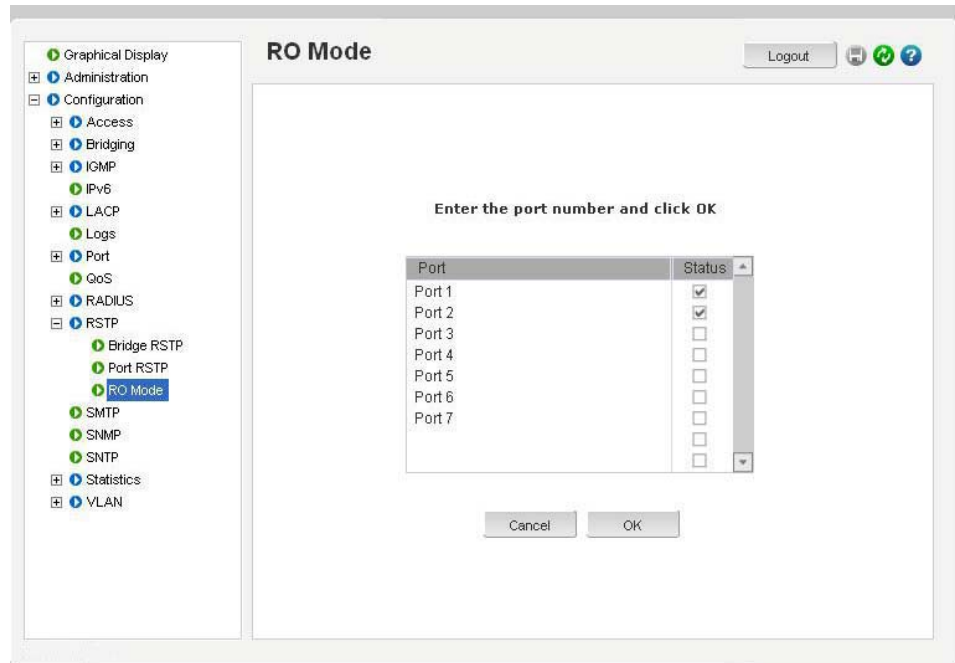 RO Mode
Logout
Graphical Display
Administration
Configuration
Access
Bridging
IGMP
IPv6
LACP
Logs
Port
QoS
RADIUS
RSTP
Bridge RSTP
Port RSTP
RO Mode
SMTP
SNMP
SNTP
Statistics
VLAN
Enter the port number and click OK
Port Status
Port 1
Port 2
Port 3
Port 4
Port 5
Port 6
Port 7
Cancel OK